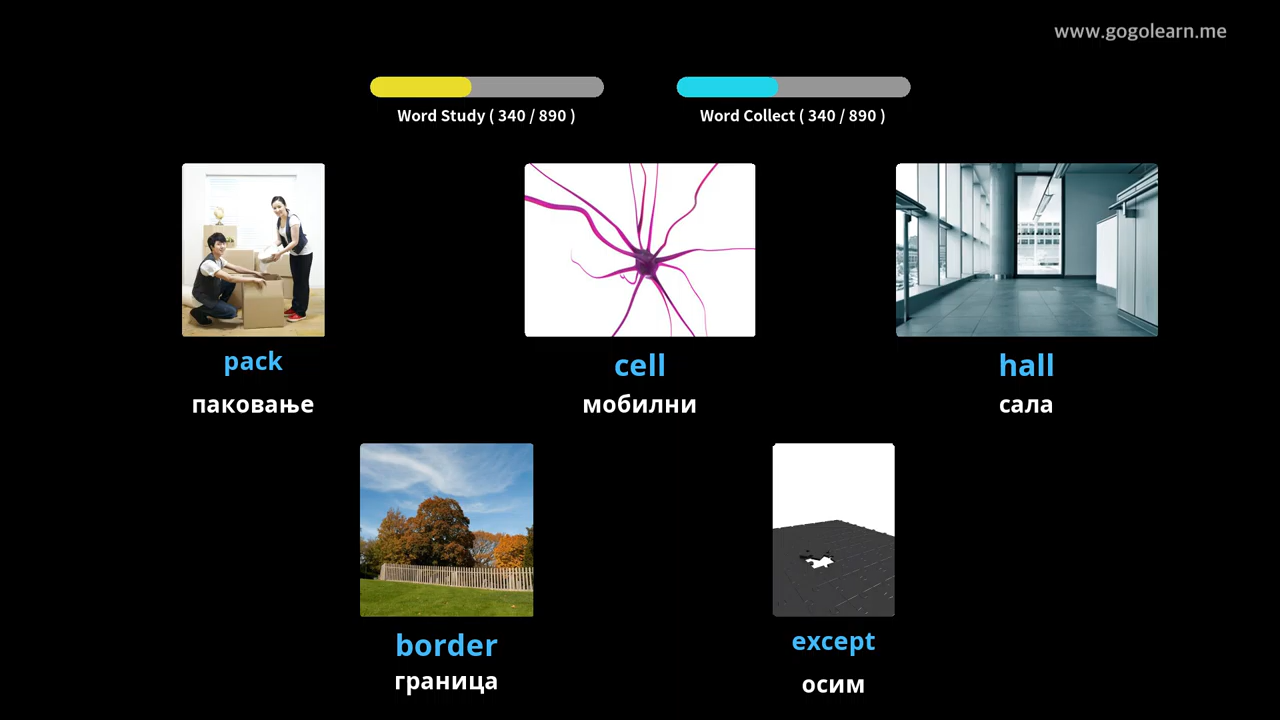 www.gogolearn.me
Word Study ( 340 / 890 )
Word Collect ( 340 / 890 )
pack
паковање
cell
мобилни
hall
сала
border
граница
except
осим